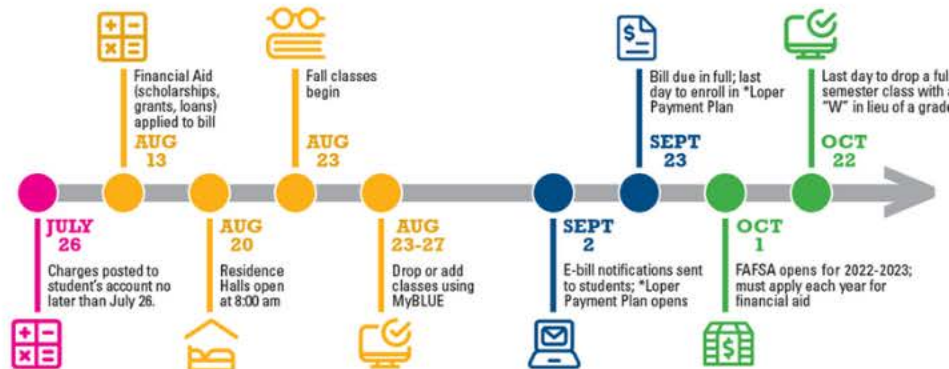 Financial Aid
(scholarships,
grants, loans)
applied to bill
AUG
13
Fall classes
begin
AUG
23
Bill due in full; last
day to enroll in *Loper
Payment Plan
SEPT
23
Last day to drop a ful
semester class with a
"W" in lieu of a grade
OCT
22
JULY
26
Charges posted to
student's account no
later than July 26.
AUG
20
Residence
Halls open
at 8:00 am
AUG
23-27
Drop or add
classes using
MyBLUE
SEPT
2
E-bill notifications sent
to students; *Loper
Payment Plan opens
OCT
1
FAFSA opens for 2022-2023;
must apply each year for
financial aid